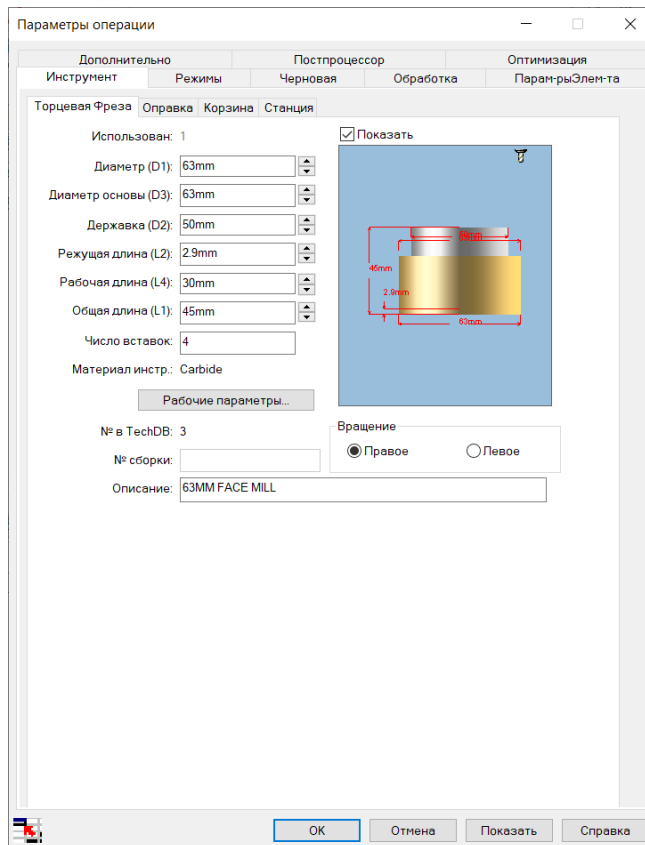 Параметры операции
Дополнительно Постпроцессор Оптимизация
Инструмент Режимы Черновая Обработка Парам-рыЭлем-та
Торцевая Фреза Оправка Корзина Станция
Использован: 1
Показать
Диаметр (D1): 63mm
Диаметр основы (D3): 63mm
Державка (D2): 50mm
Режущая длина (L2): 2.9mm
Рабочая длина (L4): 30mm
Общая длина (L1): 45mm
Число вставок: 4
Материал инстр.: Carbide
Рабочие параметры...
45mm
2.9mm
63mm
№ в TechDB: 3
Вращение
Правое Левое
№ сборки:
Описание: 63MM FACE MILL
OK Отмена Показать Справка